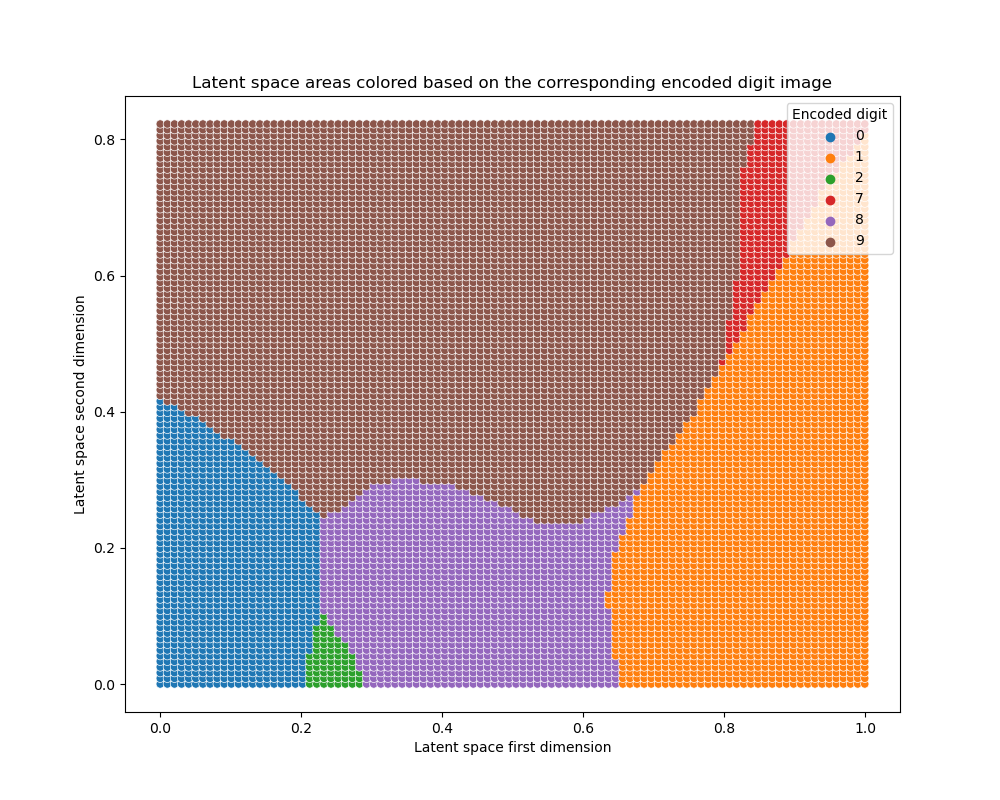 Latent space areas colored based on the corresponding encoded digit image
Encoded digit
0
1
2
7
8
9
0.8
0.6
0.4
0.2
0.0
Latent space second dimension
0.0 0.2 0.4 0.6 0.8 1.0
Latent space first dimension